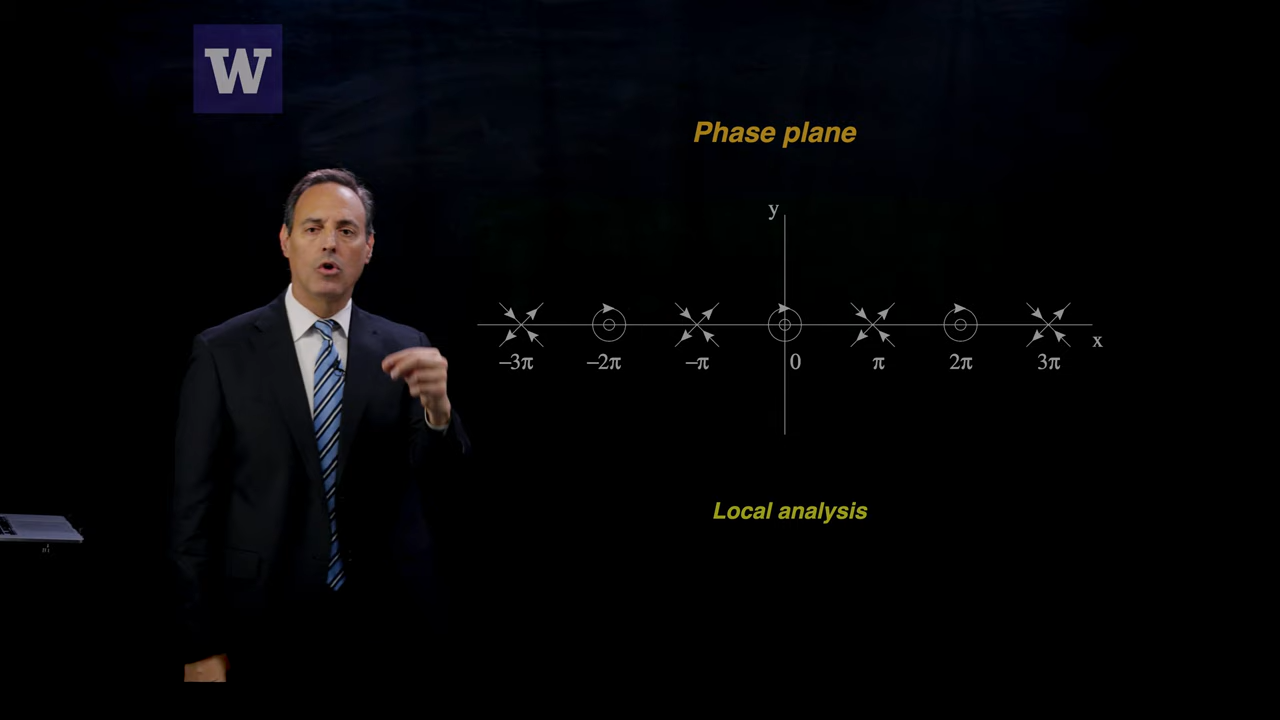 W
Phase plane
y
x
–3π –2π –π 0 π 2π 3π
Local analysis